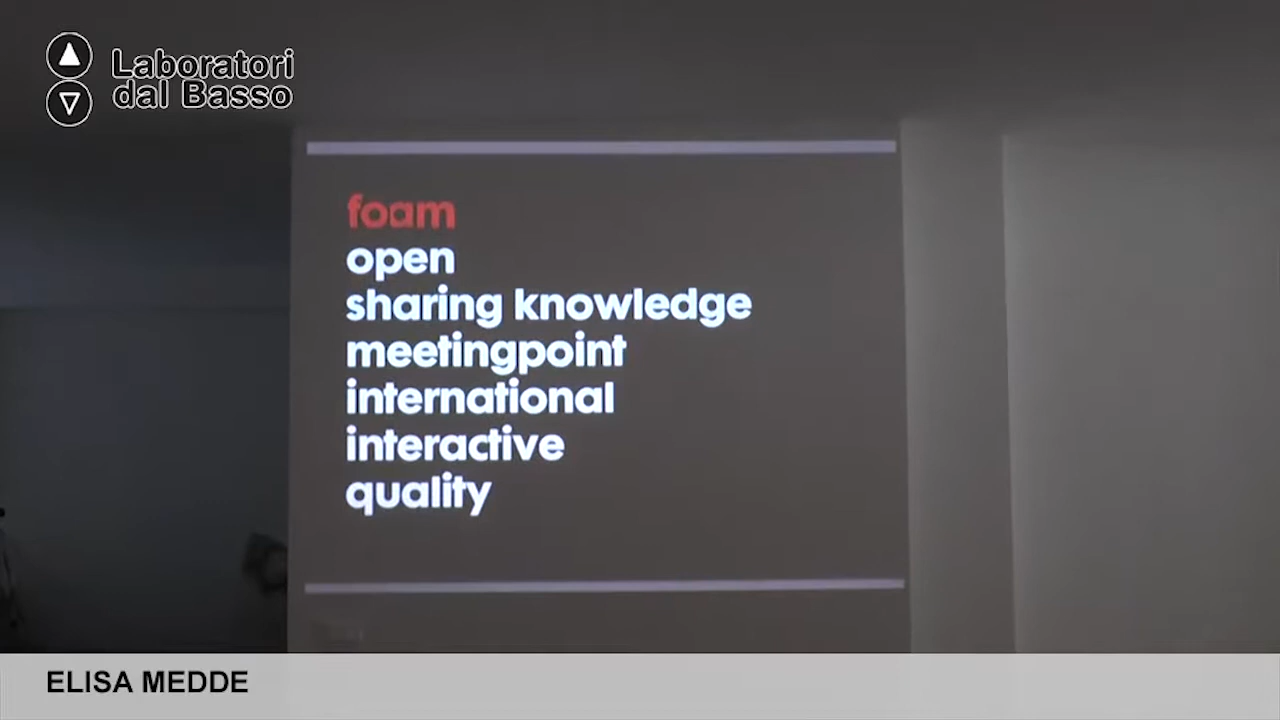 Laboratori
dal Basso
foam
open
sharing knowledge
meetingpoint
international
interactive
quality
ELISA MEDDE